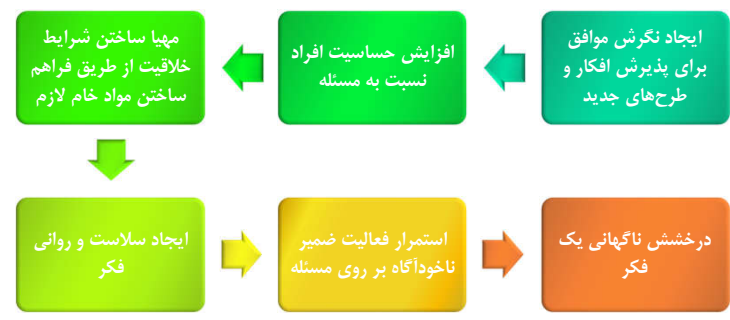 ایجاد نگرش موافق
برای پذیرش افکار و
طرح‌های جدید
افزایش حساسیت افراد
نسبت به مسئله
مهیا ساختن شرایط
خلاقیت از طریق فراهم
ساختن مواد خام لازم
ایجاد سلاست و روانی
فکر
استمرار فعالیت ضمیر
ناخودآگاه بر روی مسئله
درخشش ناگهانی یک
فکر